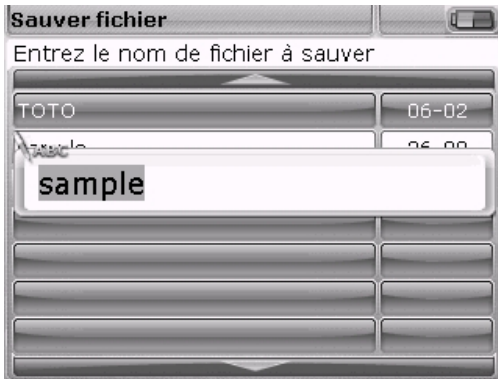 Sauver fichier
Entrez le nom de fichier à sauver
TOTO 06-02
ABC
sample